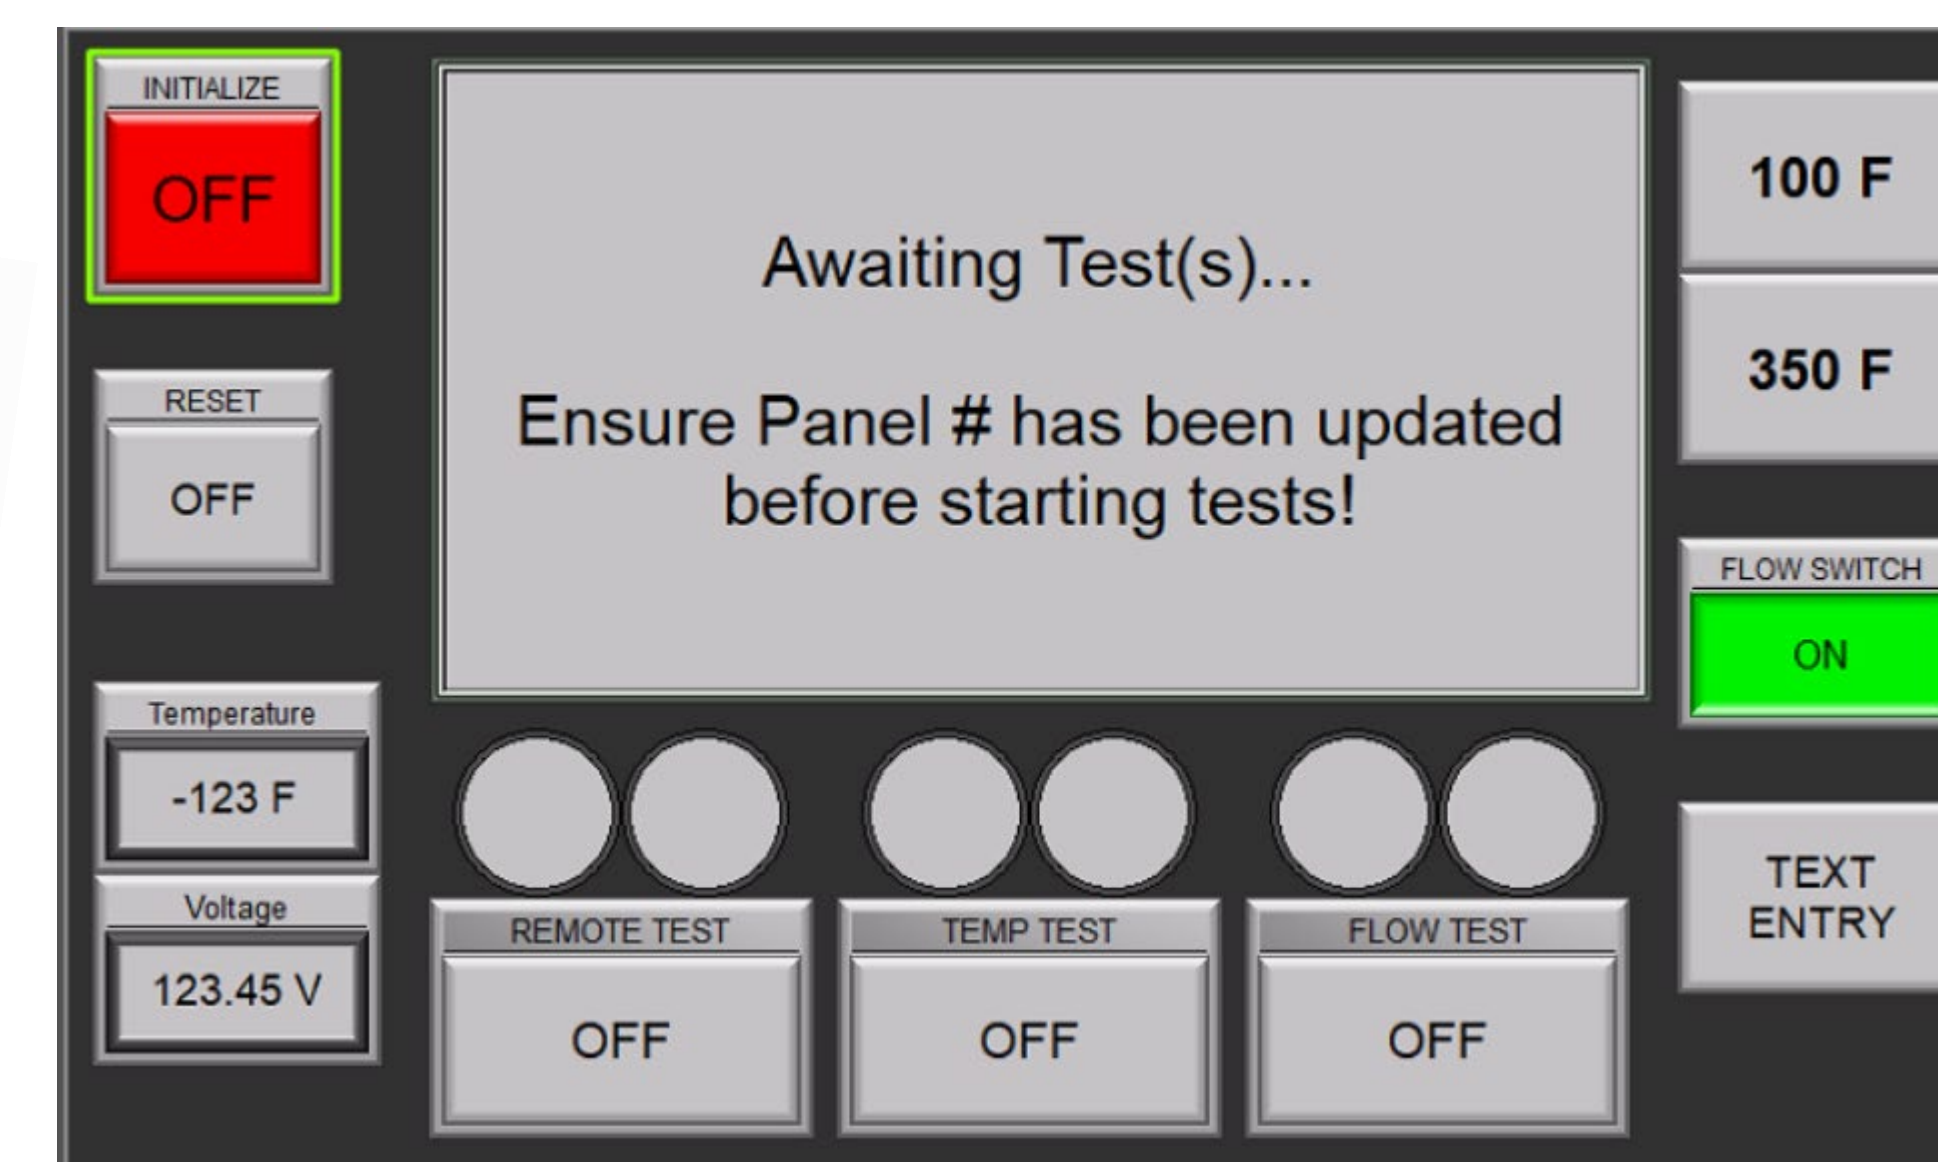 INITIALIZE
OFF
RESET
OFF
Temperature
-123 F
Voltage
123.45 V
Awaiting Test(s)...
Ensure Panel # has been updated
before starting tests!
REMOTE TEST
OFF
TEMP TEST
OFF
FLOW TEST
OFF
100 F
350 F
FLOW SWITCH
ON
TEXT
ENTRY